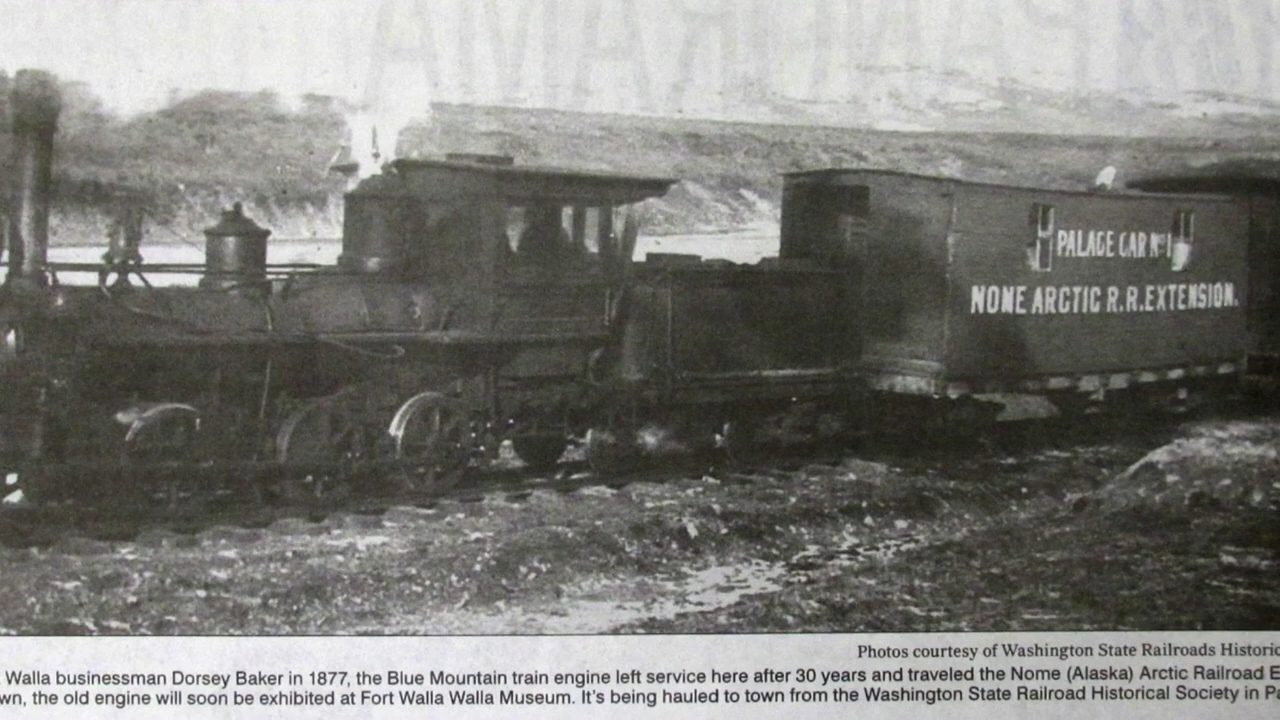 PALACE CAR Nº1
NOME ARCTIC R.R.EXTENSION.
Photos courtesy of Washington State Railroads Historic
Walla businessman Dorsey Baker in 1877, the Blue Mountain train engine left service here after 30 years and traveled the Nome (Alaska) Arctic Railroad E
wn, the old engine will soon be exhibited at Fort Walla Walla Museum. It's being hauled to town from the Washington State Railroad Historical Society in Pa